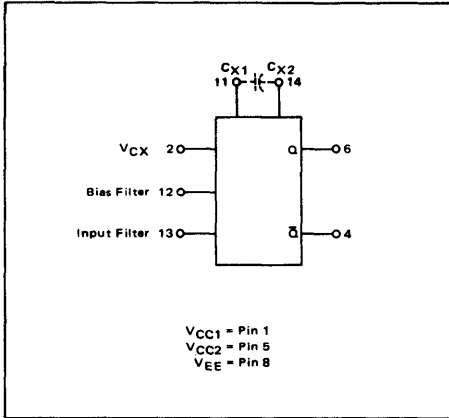 CX1 CX2
11 14
VCX 2 Q 6
Bias Filter 12
Input Filter 13 Q̅ 4
VCC1 = Pin 1
VCC2 = Pin 5
VEE = Pin 8